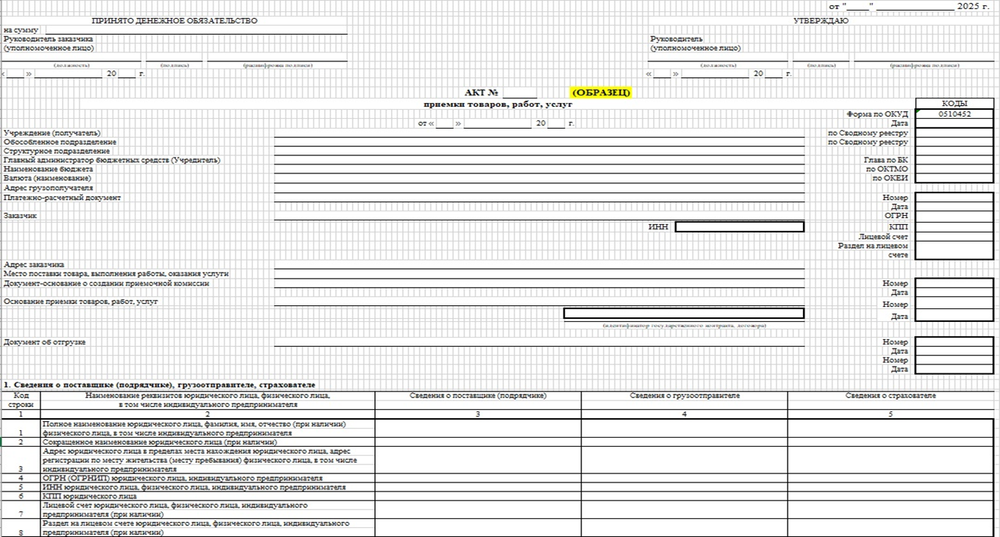 от "____" ________________ 2025 г.
ПРИНЯТО ДЕНЕЖНОЕ ОБЯЗАТЕЛЬСТВО
УТВЕРЖДАЮ
на сумму
Руководитель заказчика
(уполномоченное лицо)
Руководитель
(уполномоченное лицо)
(должность) (подпись) (расшифровка подписи)
(должность) (подпись) (расшифровка подписи)
« ____ » ______________ 20 ____ г.
« ____ » ______________ 20 ____ г.
АКТ № ______ (ОБРАЗЕЦ)
приемки товаров, работ, услуг
КОДЫ
Форма по ОКУД 0510452
от « ____ » ______________ 20 ____ г.
Дата
Учреждение (получатель) по Сводному реестру
Обособленное подразделение по Сводному реестру
Структурное подразделение
Главный администратор бюджетных средств (Учредитель) Глава по БК
Наименование бюджета по ОКТМО
Валюта (наименование) по ОКЕИ
Адрес грузополучателя
Платежно-расчетный документ Номер
Дата
Заказчик ОГРН
ИНН КПП
Лицевой счет
Раздел на лицевом
счете
Адрес заказчика
Место поставки товара, выполнения работы, оказания услуги
Документ-основание о создании приемочной комиссии Номер
Дата
Основание приемки товаров, работ, услуг Номер
Дата
(идентификатор государственного контракта, договора)
Документ об отгрузке Номер
Дата
Номер
Дата
1. Сведения о поставщике (подрядчике), грузоотправителе, страхователе
Код
строки
Наименование реквизитов юридического лица, физического лица,
в том числе индивидуального предпринимателя
Сведения о поставщике (подрядчике)
Сведения о грузоотправителе
Сведения о страхователе
1 2 3 4 5
Полное наименование юридического лица, фамилия, имя, отчество (при наличии)
1 физического лица, в том числе индивидуального предпринимателя
2 Сокращенное наименование юридического лица (при наличии)
Адрес юридического лица в пределах места нахождения юридического лица, адрес
регистрации по месту жительства (месту пребывания) физического лица, в том числе
3 индивидуального предпринимателя
4 ОГРН (ОГРНИП) юридического лица, индивидуального предпринимателя
5 ИНН юридического лица, физического лица, индивидуального предпринимателя
6 КПП юридического лица
Лицевой счет юридического лица, физического лица, индивидуального
7 предпринимателя (при наличии)
Раздел на лицевом счете юридического лица, физического лица, индивидуального
8 предпринимателя (при наличии)